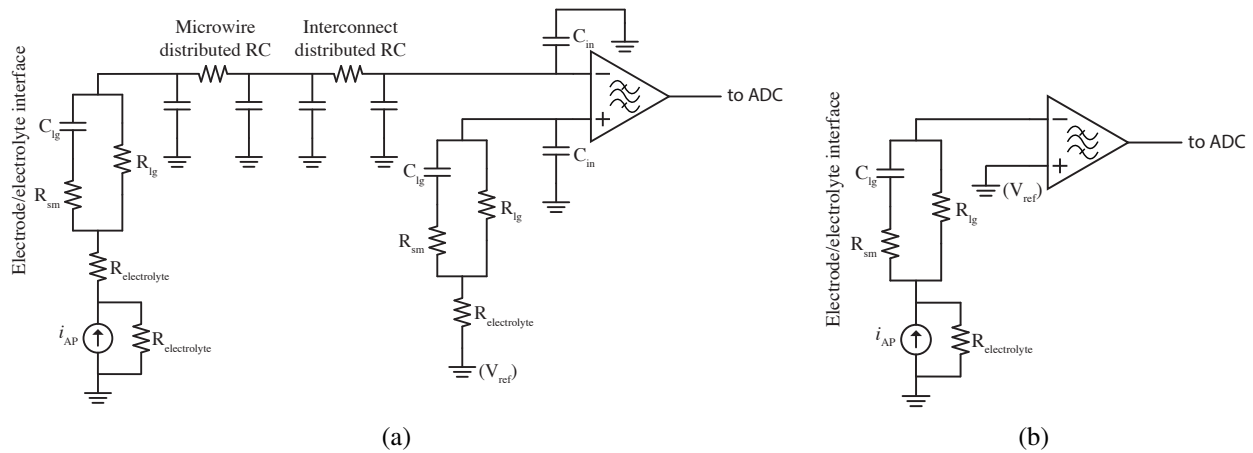 Microwire
distributed RC
Interconnect
distributed RC
Electrode/electrolyte interface
C_lg
R_lg
R_sm
R_electrolyte
i_AP
R_electrolyte
C_in
−
+
to ADC
C_in
C_lg
R_lg
R_sm
R_electrolyte
(V_ref)
(a)
Electrode/electrolyte interface
C_lg
R_lg
R_sm
i_AP
R_electrolyte
−
+
(V_ref)
to ADC
(b)